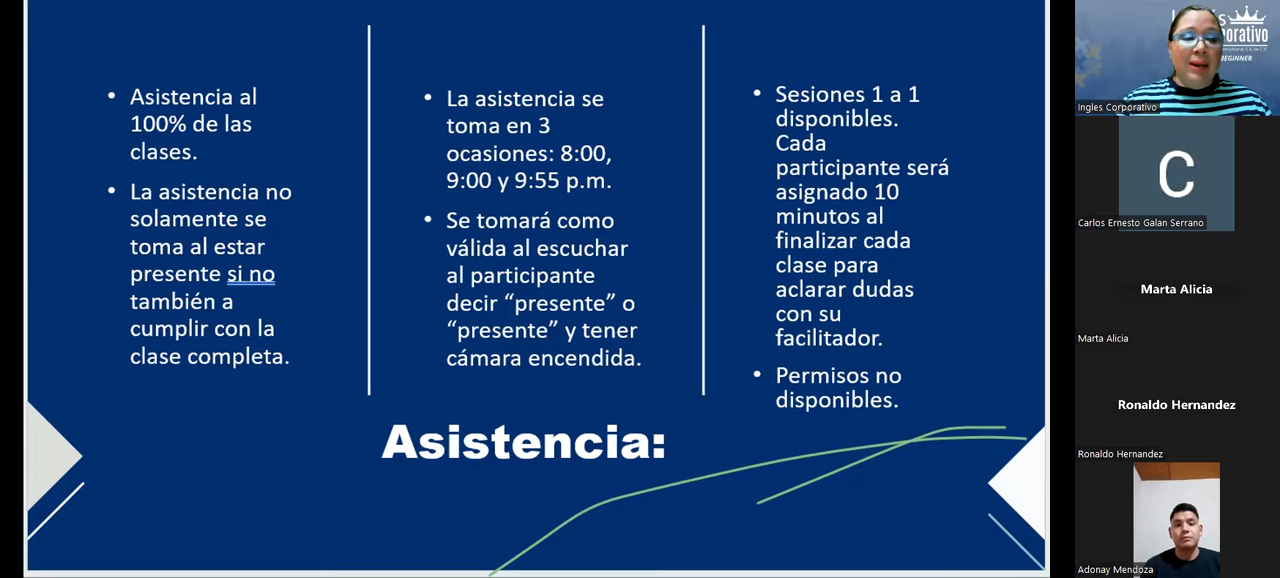 • Asistencia al
100% de las
clases.
• La asistencia no
solamente se
toma al estar
presente si no
también a
cumplir con la
clase completa.
• La asistencia se
toma en 3
ocasiones: 8:00,
9:00 y 9:55 p.m.
• Se tomará como
válida al escuchar
al participante
decir “presente” o
“presente” y tener
cámara encendida.
• Sesiones 1 a 1
disponibles.
Cada
participante será
asignado 10
minutos al
finalizar cada
clase para
aclarar dudas
con su
facilitador.
• Permisos no
disponibles.
Asistencia:
BEGINNER
Ingles Corporativo
C
Carlos Ernesto Galan Serrano
Marta Alicia
Marta Alicia
Ronaldo Hernandez
Ronaldo Hernandez
Adonay Mendoza